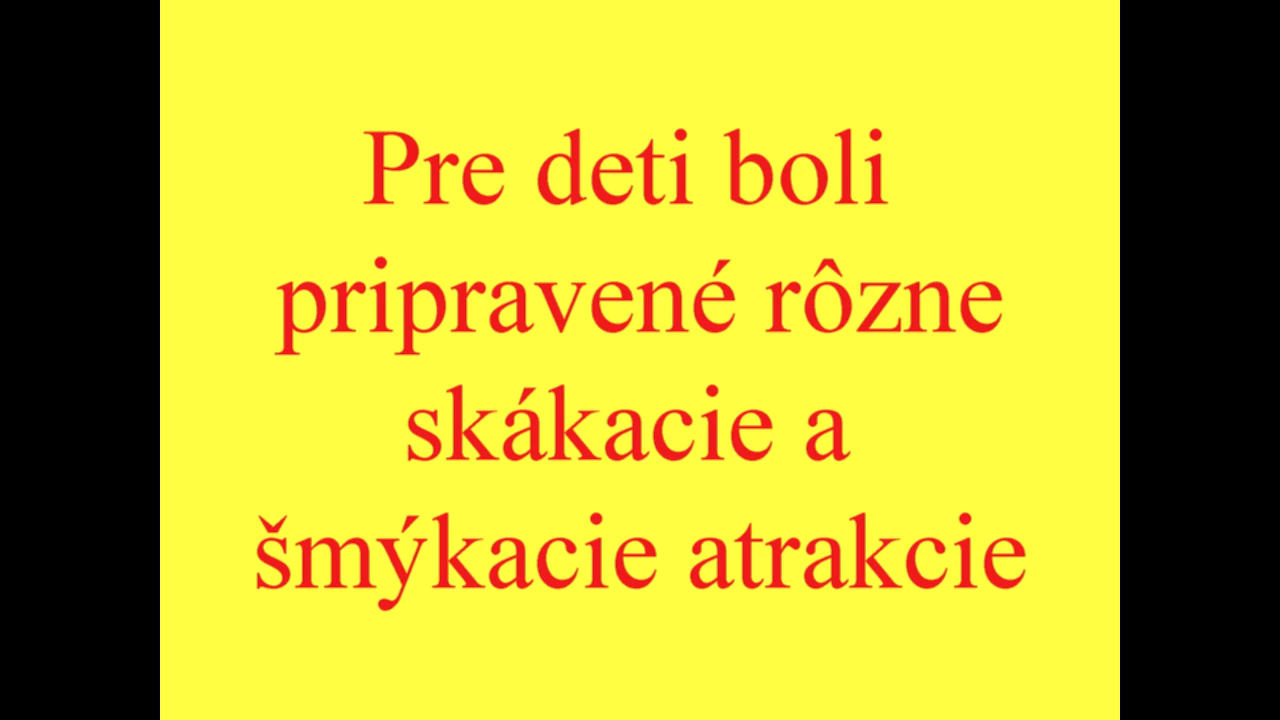 Pre deti boli
pripravené rôzne
skákacie a
šmýkacie atrakcie